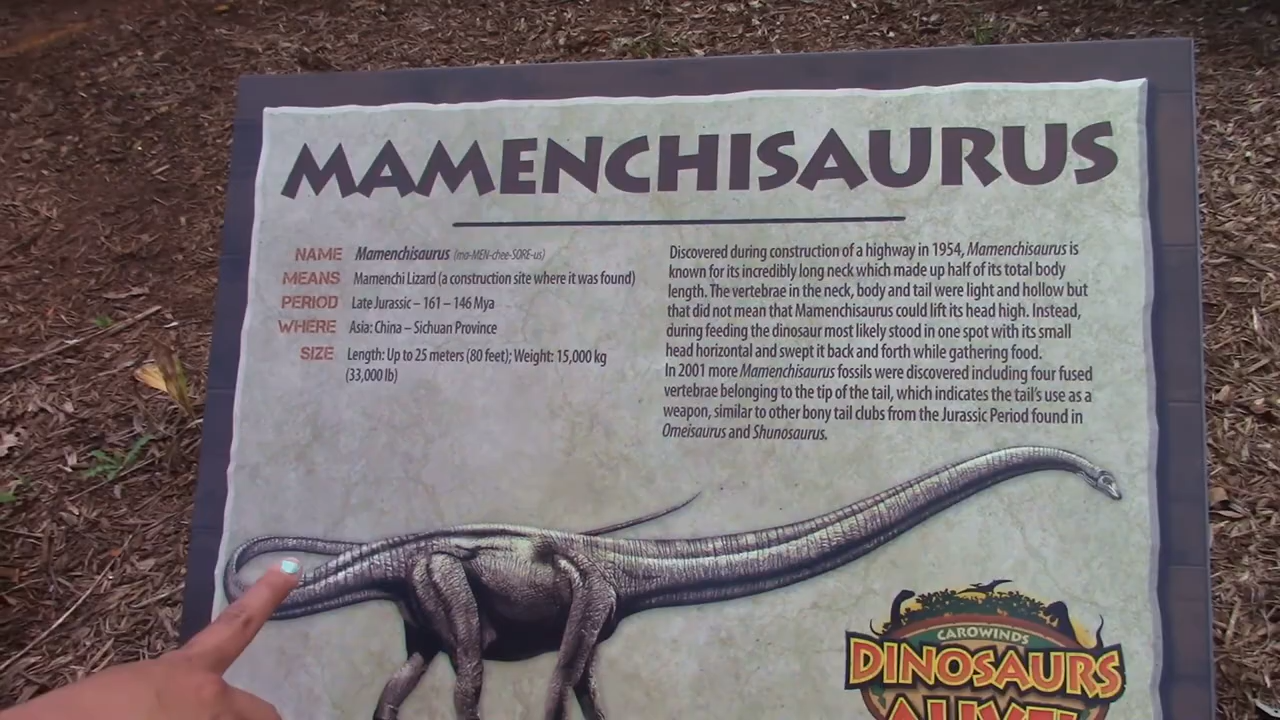 MAMENCHISAURUS
NAME Mamenchisaurus (ma-MEN-chee-SORE-us)
MEANS Mamenchi Lizard (a construction site where it was found)
PERIOD Late Jurassic – 161 – 146 Mya
WHERE Asia: China – Sichuan Province
SIZE Length: Up to 25 meters (80 feet); Weight: 15,000 kg
(33,000 lb)
Discovered during construction of a highway in 1954, Mamenchisaurus is
known for its incredibly long neck which made up half of its total body
length. The vertebrae in the neck, body and tail were light and hollow but
that did not mean that Mamenchisaurus could lift its head high. Instead,
during feeding the dinosaur most likely stood in one spot with its small
head horizontal and swept it back and forth while gathering food.
In 2001 more Mamenchisaurus fossils were discovered including four fused
vertebrae belonging to the tip of the tail, which indicates the tail's use as a
weapon, similar to other bony tail clubs from the Jurassic Period found in
Omeisaurus and Shunosaurus.
CAROWINDS
DINOSAURS
ALIVE!